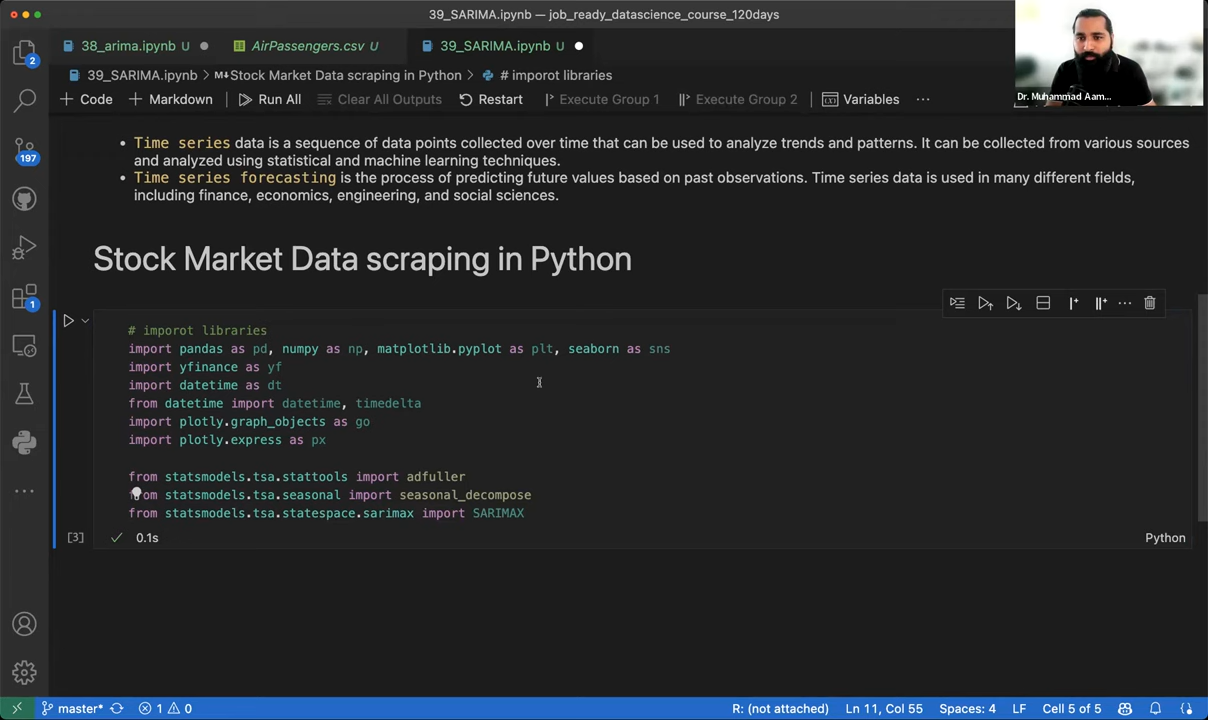 39_SARIMA.ipynb — job_ready_datascience_course_120days
38_arima.ipynb U
AirPassengers.csv U
39_SARIMA.ipynb U
39_SARIMA.ipynb > M↓Stock Market Data scraping in Python > # imporot libraries
+ Code + Markdown Run All Clear All Outputs Restart Execute Group 1 Execute Group 2 Variables ...
Dr. Muhammad Aam...
2
197
1
• Time series data is a sequence of data points collected over time that can be used to analyze trends and patterns. It can be collected from various sources
and analyzed using statistical and machine learning techniques.
• Time series forecasting is the process of predicting future values based on past observations. Time series data is used in many different fields,
including finance, economics, engineering, and social sciences.
Stock Market Data scraping in Python
# imporot libraries
import pandas as pd, numpy as np, matplotlib.pyplot as plt, seaborn as sns
import yfinance as yf
import datetime as dt
from datetime import datetime, timedelta
import plotly.graph_objects as go
import plotly.express as px
from statsmodels.tsa.stattools import adfuller
from statsmodels.tsa.seasonal import seasonal_decompose
from statsmodels.tsa.statespace.sarimax import SARIMAX
[3] 0.1s
Python
master* 1 0
R: (not attached) Ln 11, Col 55 Spaces: 4 LF Cell 5 of 5